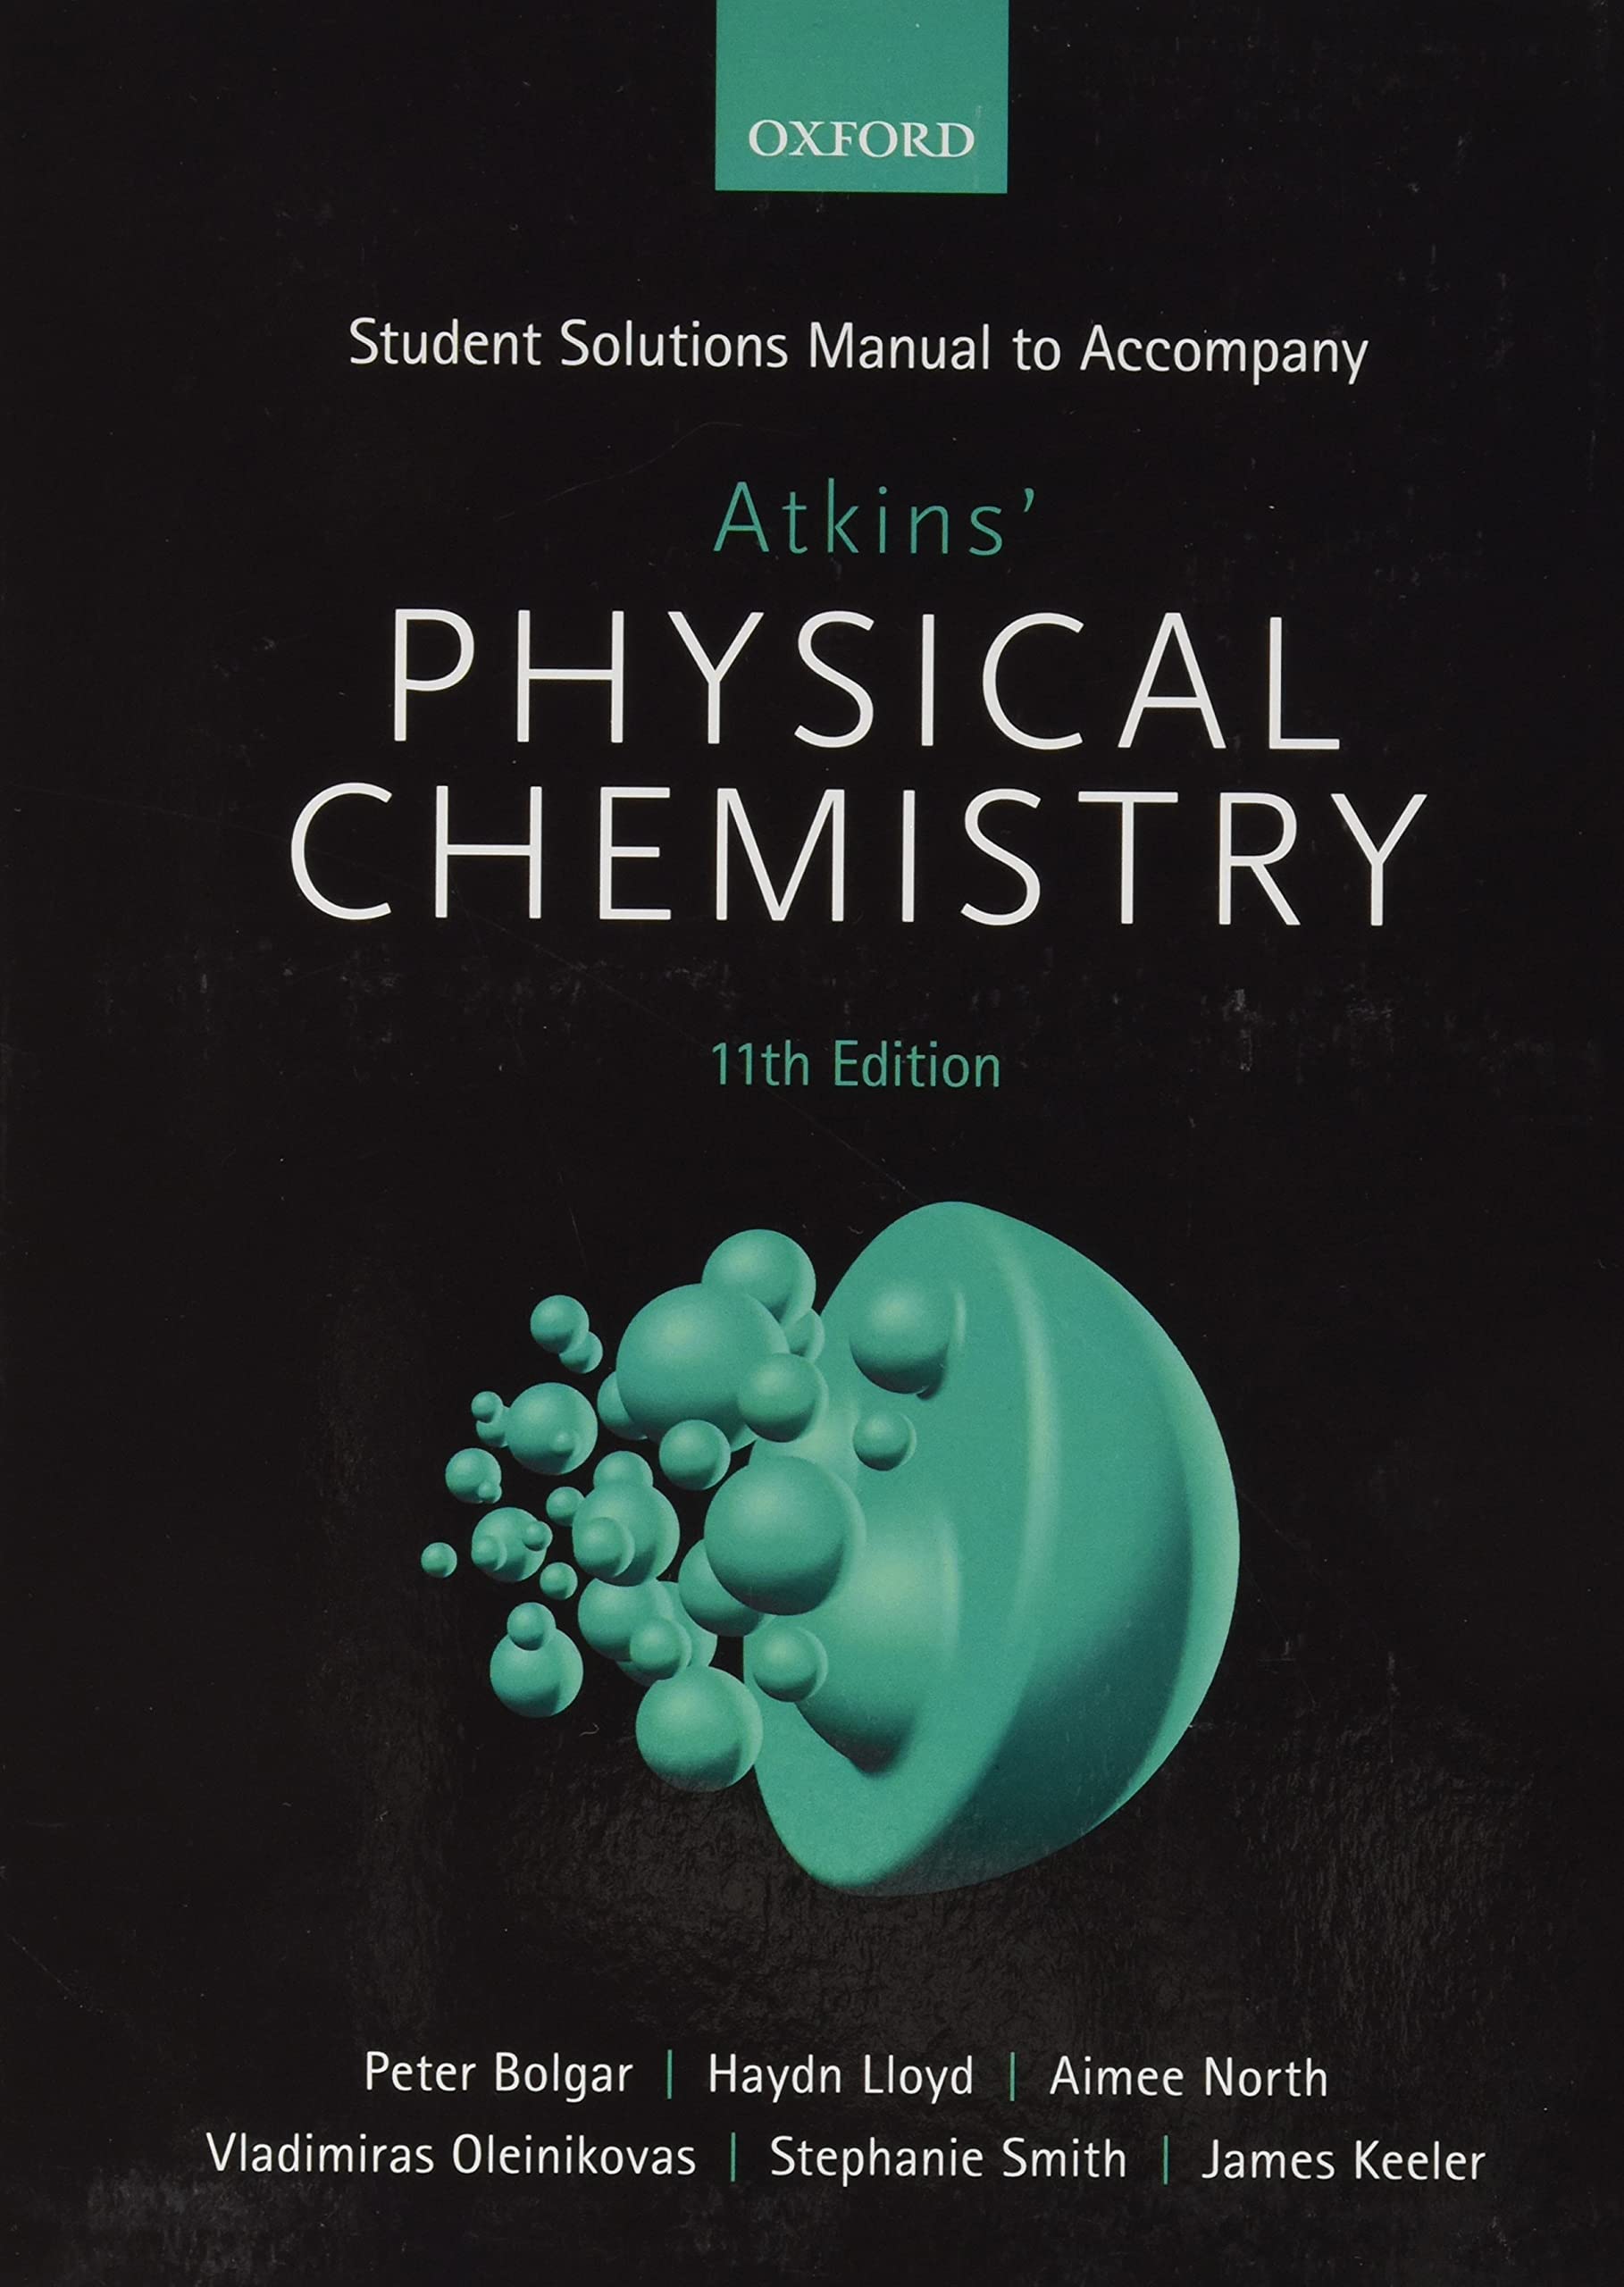 OXFORD
Student Solutions Manual to Accompany
Atkins’
PHYSICAL
CHEMISTRY
11th Edition
Peter Bolgar | Haydn Lloyd | Aimee North
Vladimiras Oleinikovas | Stephanie Smith | James Keeler